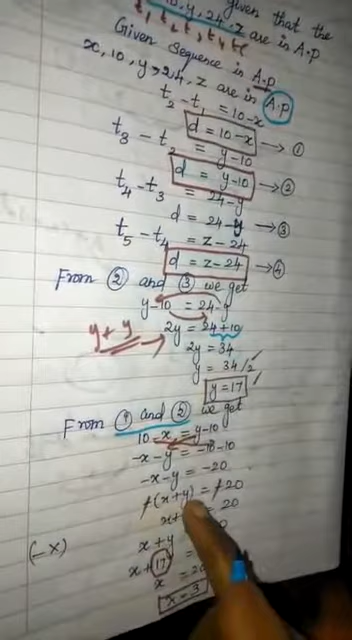 given that the
10, y, 24, z are in A.P
t₁ t₂ t₃ t₄ t₅
Given Sequence is A.P
x, 10, y, 24, z are in A.P
t₂ - t₁ = 10-x
d = 10-x → ①
t₃ - t₂ = y-10
d = y-10 → ②
t₄ - t₃ = 24-y
d = 24-y → ③
t₅ - t₄ = z-24
d = z-24 → ④
From ② and ③ we get
y-10 = 24-y
y+y 2y = 24+10
2y = 34
y = 34/2
y = 17
From ① and ② we get
10-x = y-10
-x-y = -10-10
-x-y = -20
-(x+y) = -20
= 20
(-x) x+y
x+17 =
x = 20
x = 3